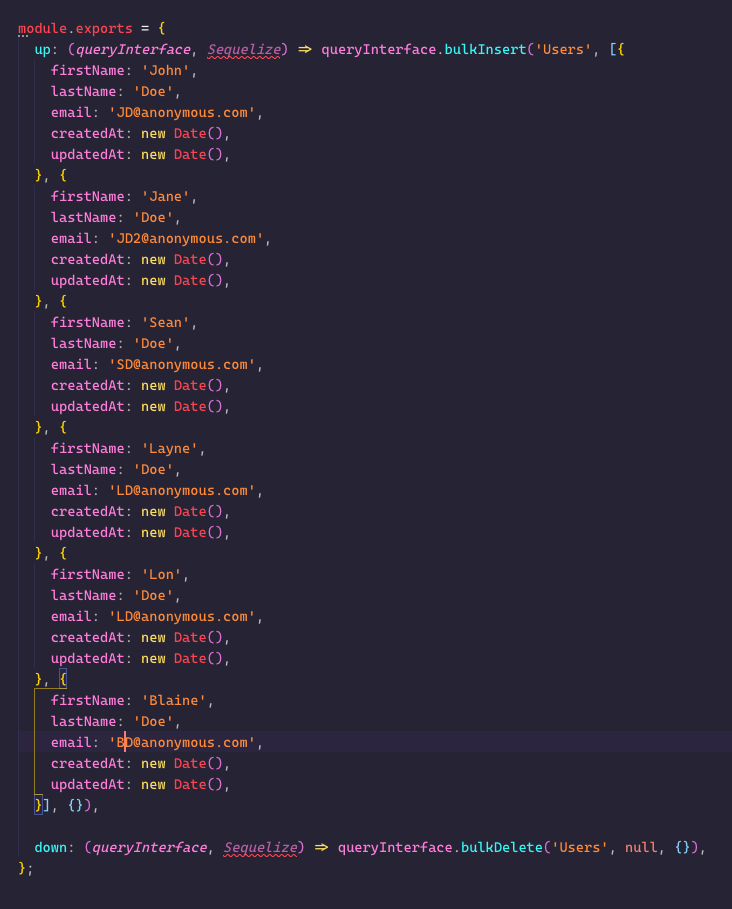 module.exports = {
  up: (queryInterface, Sequelize) => queryInterface.bulkInsert('Users', [{
    firstName: 'John',
    lastName: 'Doe',
    email: 'JD@anonymous.com',
    createdAt: new Date(),
    updatedAt: new Date(),
  }, {
    firstName: 'Jane',
    lastName: 'Doe',
    email: 'JD2@anonymous.com',
    createdAt: new Date(),
    updatedAt: new Date(),
  }, {
    firstName: 'Sean',
    lastName: 'Doe',
    email: 'SD@anonymous.com',
    createdAt: new Date(),
    updatedAt: new Date(),
  }, {
    firstName: 'Layne',
    lastName: 'Doe',
    email: 'LD@anonymous.com',
    createdAt: new Date(),
    updatedAt: new Date(),
  }, {
    firstName: 'Lon',
    lastName: 'Doe',
    email: 'LD@anonymous.com',
    createdAt: new Date(),
    updatedAt: new Date(),
  }, {
    firstName: 'Blaine',
    lastName: 'Doe',
    email: 'BD@anonymous.com',
    createdAt: new Date(),
    updatedAt: new Date(),
  }], {}),

  down: (queryInterface, Sequelize) => queryInterface.bulkDelete('Users', null, {}),
};